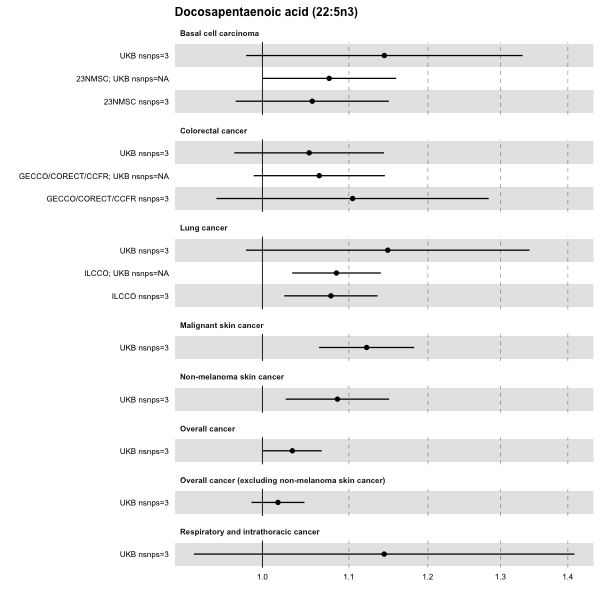 Docosapentaenoic acid (22:5n3)
Basal cell carcinoma
UKB nsnps=3
23NMSC; UKB nsnps=NA
23NMSC nsnps=3
Colorectal cancer
UKB nsnps=3
GECCO/CORECT/CCFR; UKB nsnps=NA
GECCO/CORECT/CCFR nsnps=3
Lung cancer
UKB nsnps=3
ILCCO; UKB nsnps=NA
ILCCO nsnps=3
Malignant skin cancer
UKB nsnps=3
Non-melanoma skin cancer
UKB nsnps=3
Overall cancer
UKB nsnps=3
Overall cancer (excluding non-melanoma skin cancer)
UKB nsnps=3
Respiratory and intrathoracic cancer
UKB nsnps=3
1.0 1.1 1.2 1.3 1.4